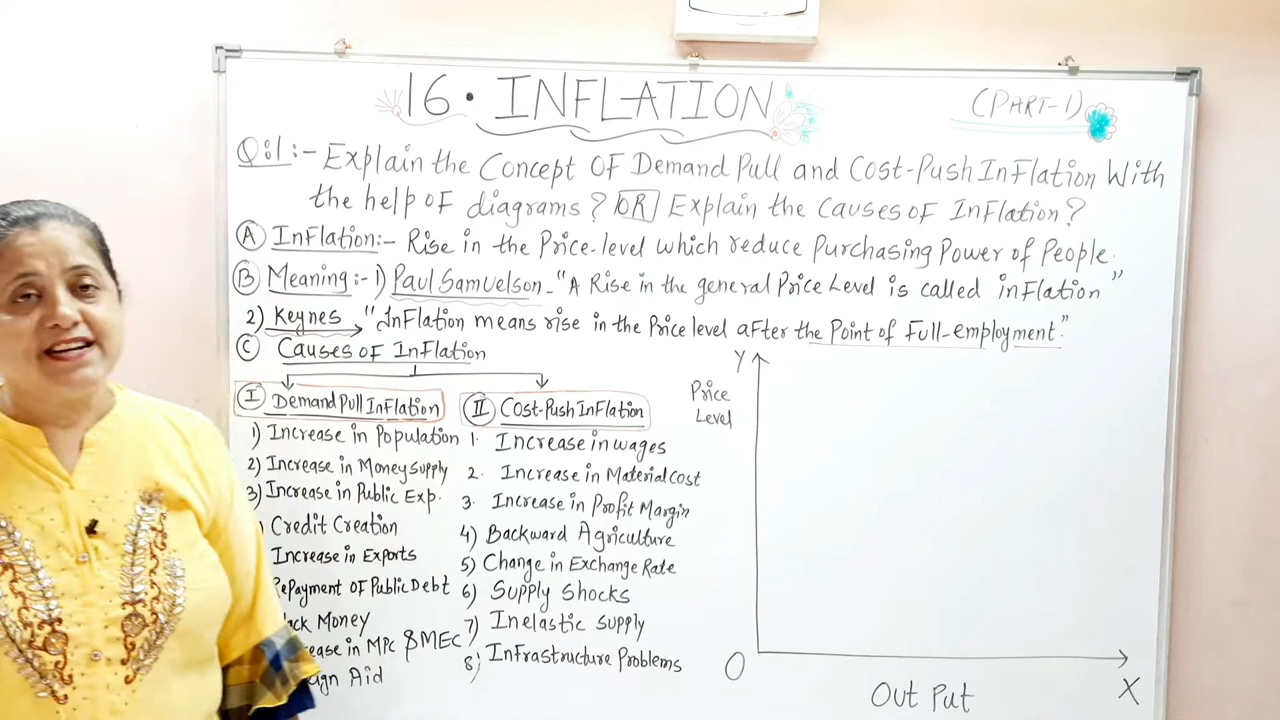 16. INFLATION
(PART-1)
Q:1:- Explain the Concept OF Demand Pull and Cost-Push InFlation With
the help OF diagrams? OR Explain the Causes OF InFlation?
A InFlation:- Rise in the Price-level which reduce Purchasing Power of People.
B Meaning:- 1) Paul Samuelson - "A Rise in the general Price Level is called inFlation"
2) Keynes "InFlation means rise in the Price level aFter the Point of Full-employment."
C Causes OF InFlation
I Demand Pull InFlation
1) Increase in Population
2) Increase in Money Supply
3) Increase in Public Exp.
) Credit Creation
Increase in Exports
Repayment OF Public Debt
Money
in MPC & MEC
Aid
II Cost-Push InFlation
1. Increase in wages
2. Increase in Material Cost
3. Increase in Profit Margin
4) Backward Agriculture
5) Change in Exchange Rate
6) Supply Shocks
7) Inelastic Supply
8) InFrastructure Problems
Y
Price
Level
O
X
Out Put